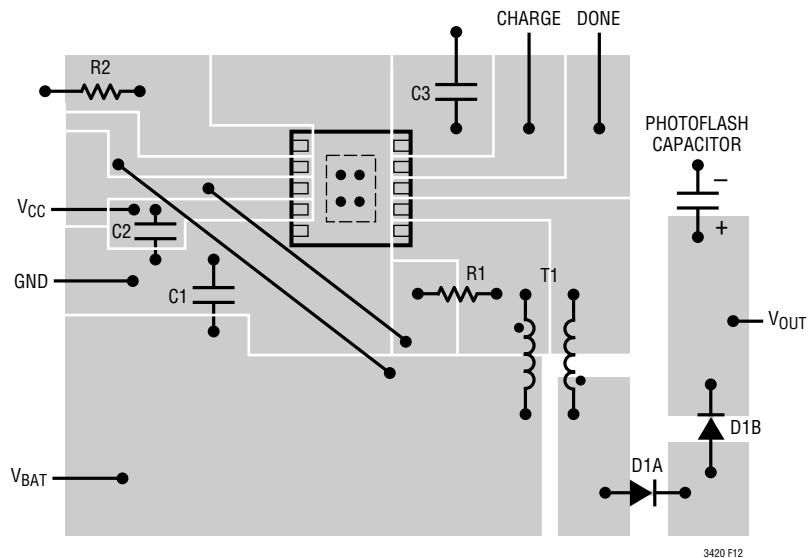 CHARGE DONE
R2
C3
PHOTOFLASH
CAPACITOR
–
+
VCC
C2
GND
C1
R1
T1
VOUT
D1B
VBAT
D1A
3420 F12